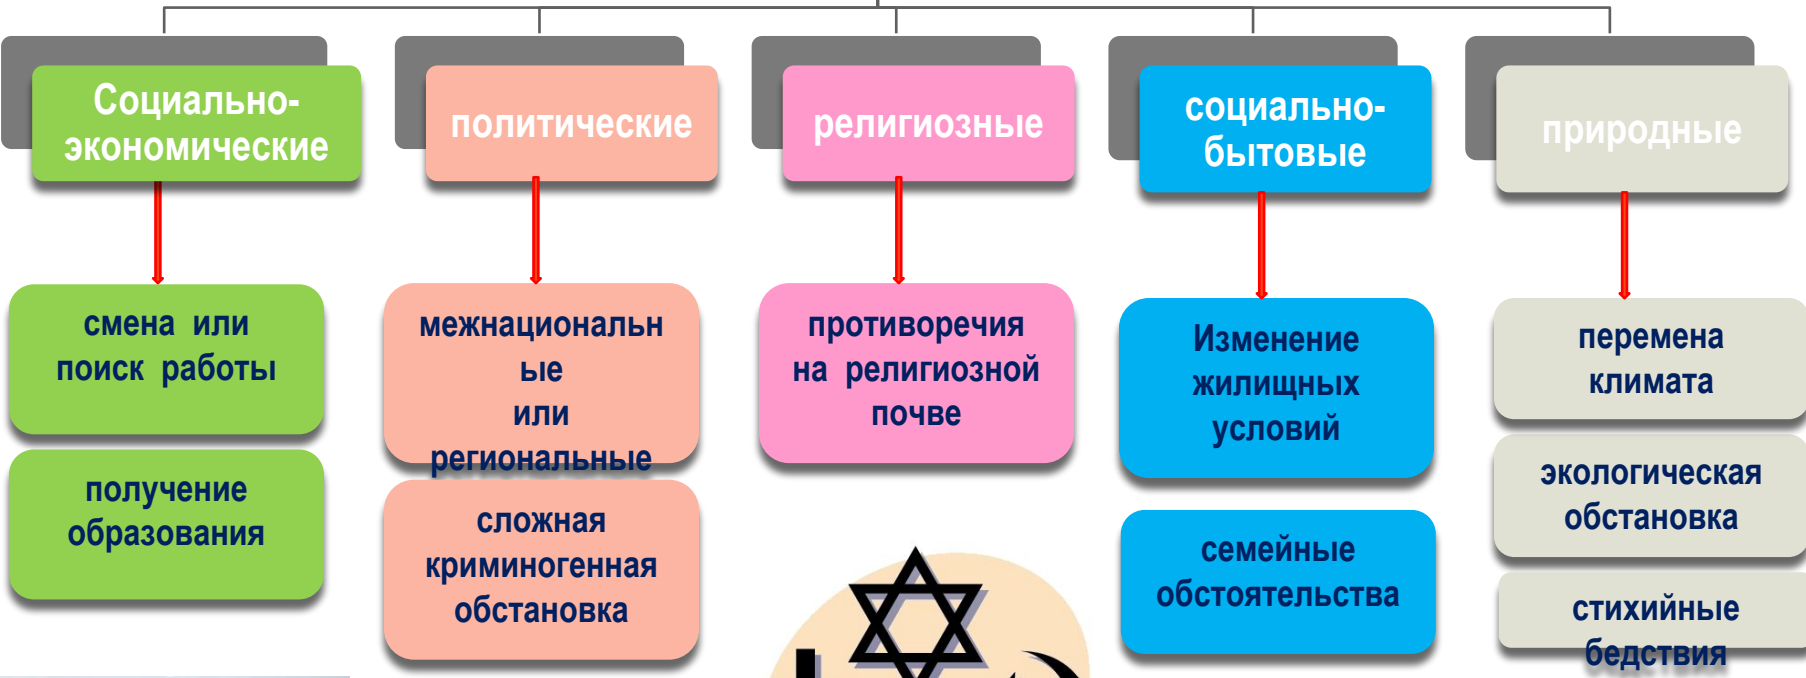 Социально-
экономические
политические
религиозные
социально-
бытовые
природные
смена или
поиск работы
получение
образования
межнациональн
ые
или
региональные
сложная
криминогенная
обстановка
противоречия
на религиозной
почве
Изменение
жилищных
условий
семейные
обстоятельства
перемена
климата
экологическая
обстановка
стихийные
бедствия